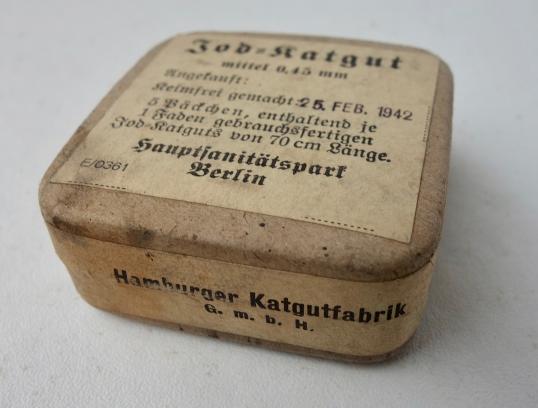 Jod-Katgut
mittel 0,45 mm
Angekauft:
Keimfrei gemacht: 25. FEB. 1942
5 Päckchen, enthaltend je
1 Faden gebrauchsfertigen
Jod-Katguts von 70 cm Länge.
Hauptsanitätspark
Berlin
E/0361
Hamburger Katgutfabrik
G. m. b. H.